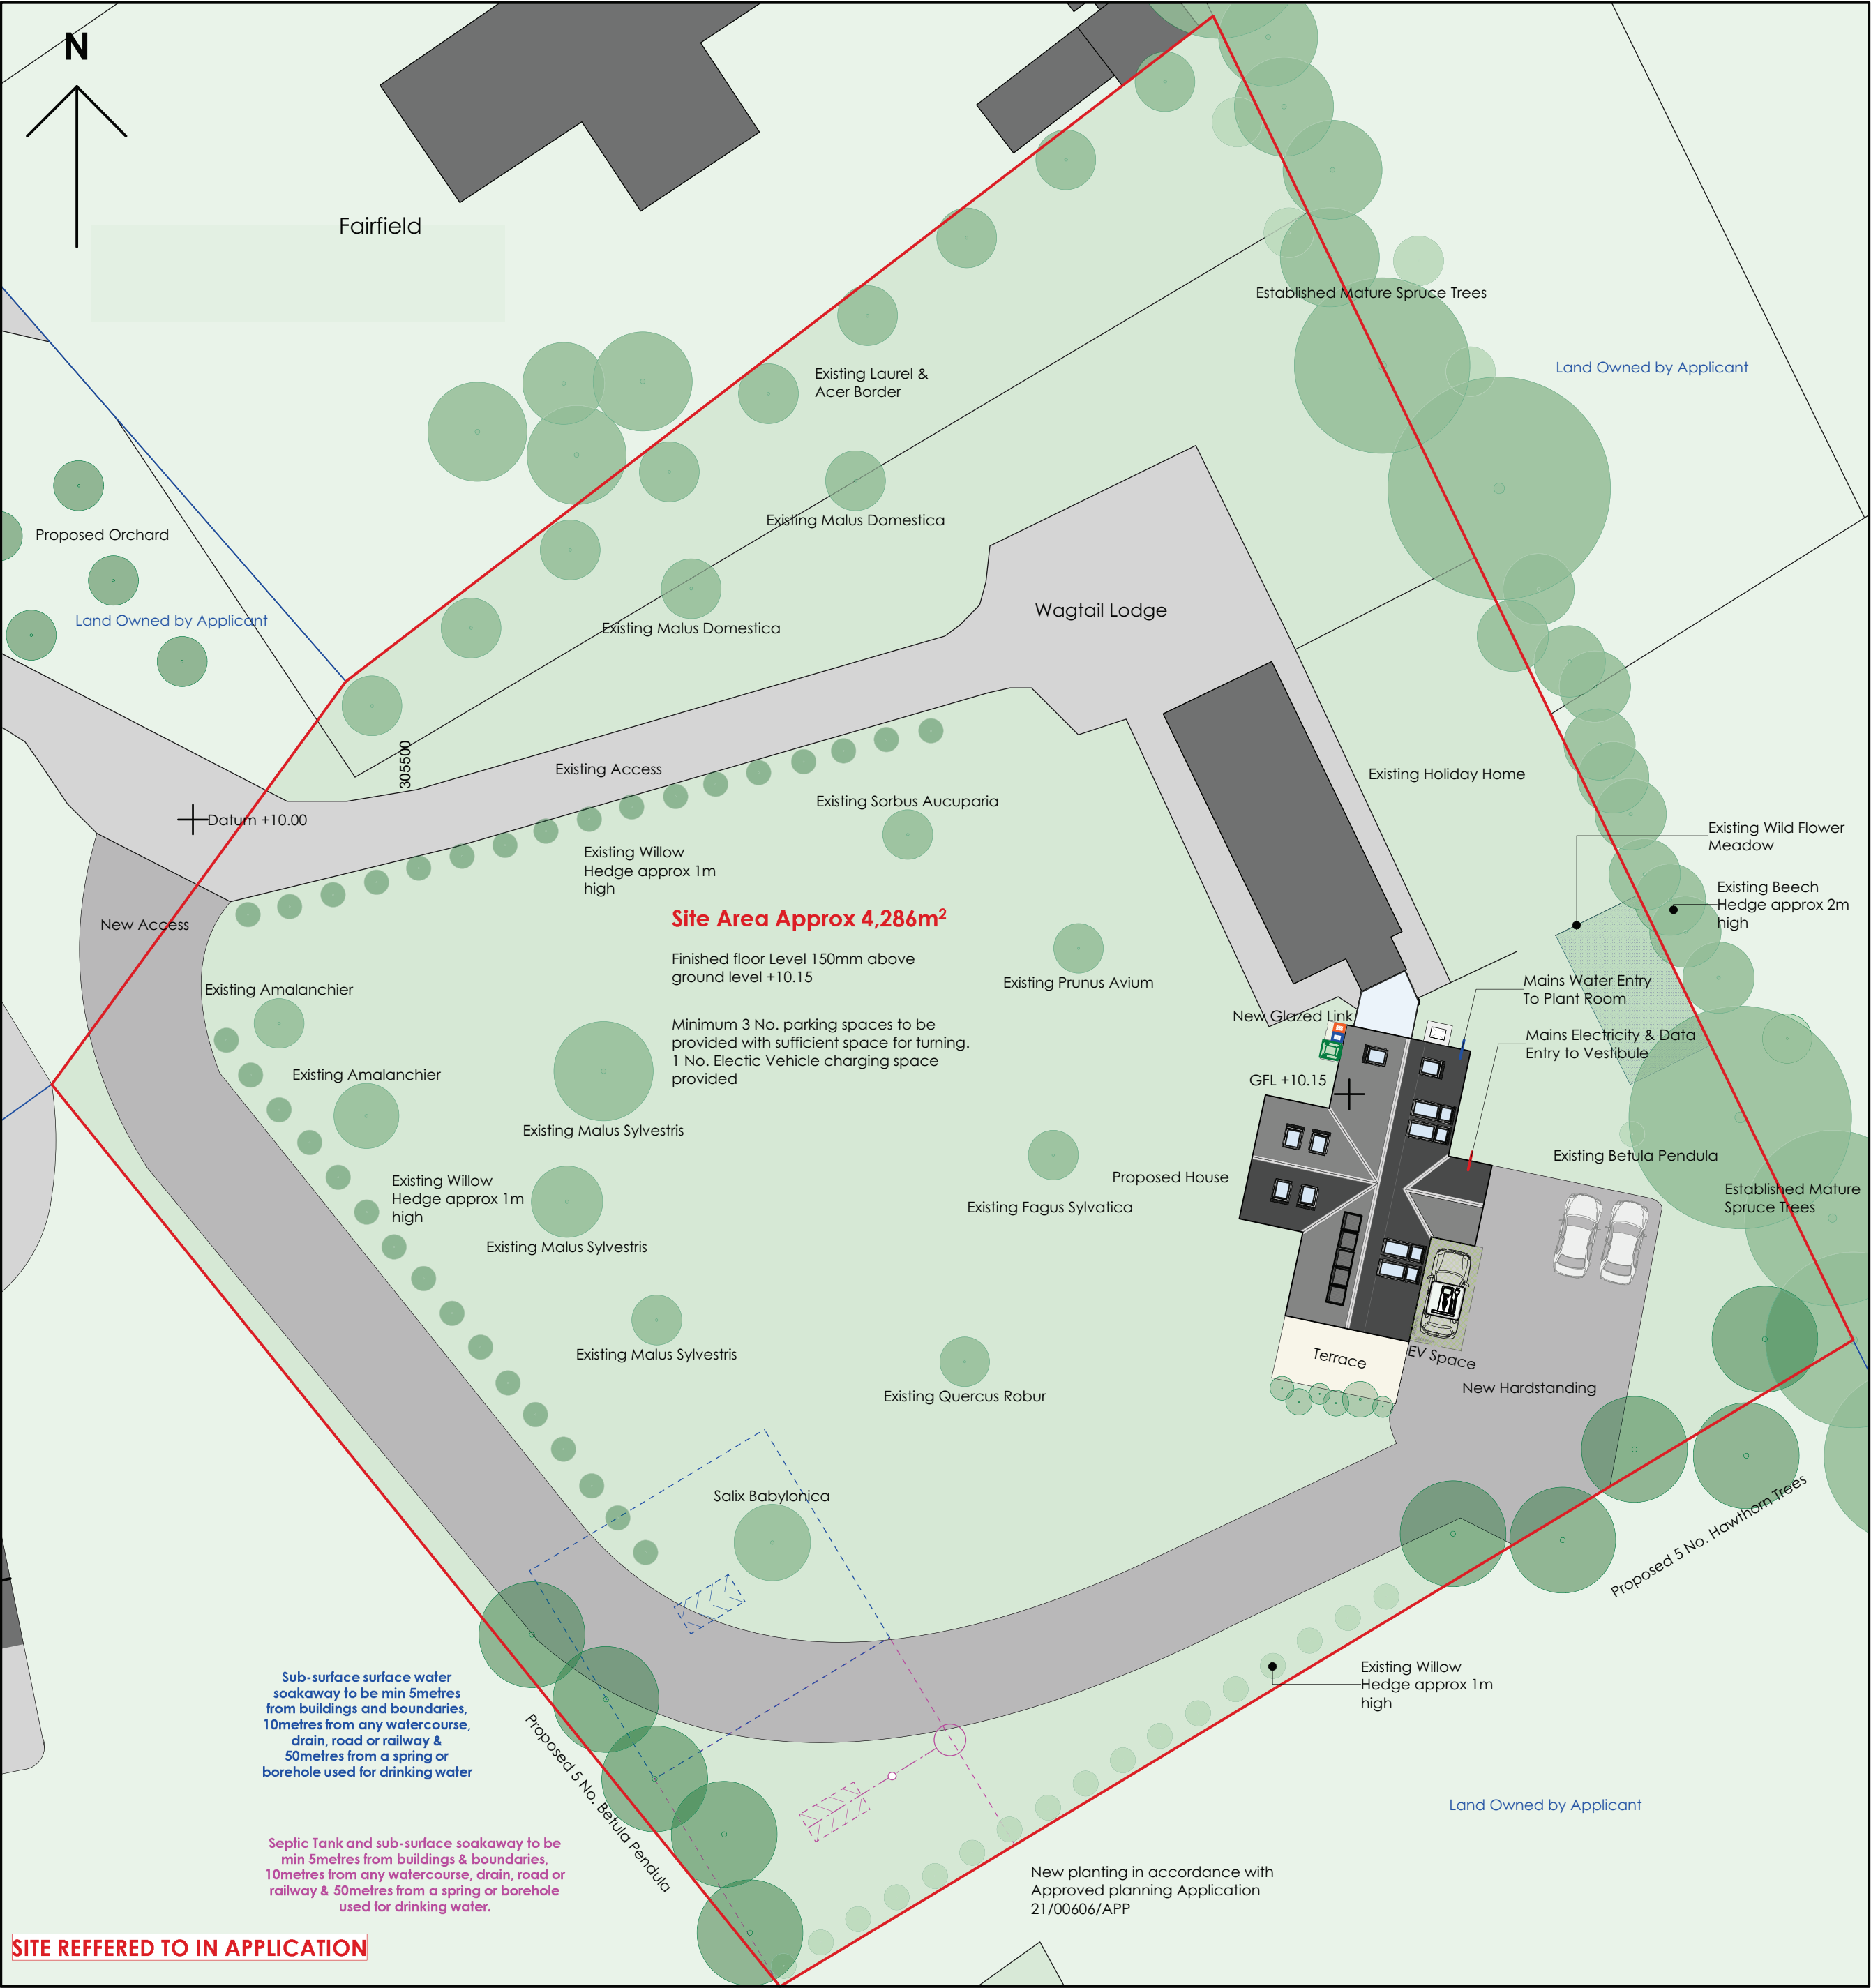 N
Fairfield
Established Mature Spruce Trees
Land Owned by Applicant
Existing Laurel &
Acer Border
Existing Malus Domestica
Proposed Orchard
Land Owned by Applicant
Existing Malus Domestica
Wagtail Lodge
305500
Existing Access
Existing Holiday Home
Existing Sorbus Aucuparia
Datum +10.00
Existing Wild Flower
Meadow
Existing Willow
Hedge approx 1m
high
Existing Beech
Hedge approx 2m
high
New Access
Site Area Approx 4,286m²
Finished floor Level 150mm above
ground level +10.15
Existing Prunus Avium
Existing Amalanchier
Mains Water Entry
To Plant Room
New Glazed Link
Minimum 3 No. parking spaces to be
provided with sufficient space for turning.
1 No. Electic Vehicle charging space
provided
Mains Electricity & Data
Entry to Vestibule
Existing Amalanchier
GFL +10.15
Existing Malus Sylvestris
Existing Betula Pendula
Existing Willow
Hedge approx 1m
high
Proposed House
Established Mature
Spruce Trees
Existing Fagus Sylvatica
Existing Malus Sylvestris
Existing Malus Sylvestris
Terrace
EV Space
New Hardstanding
Existing Quercus Robur
Salix Babylonica
Proposed 5 No. Hawthorn Trees
Existing Willow
Hedge approx 1m
high
Sub-surface surface water
soakaway to be min 5metres
from buildings and boundaries,
10metres from any watercourse,
drain, road or railway &
50metres from a spring or
borehole used for drinking water
Proposed 5 No. Betula Pendula
Land Owned by Applicant
Septic Tank and sub-surface soakaway to be
min 5metres from buildings & boundaries,
10metres from any watercourse, drain, road or
railway & 50metres from a spring or borehole
used for drinking water.
New planting in accordance with
Approved planning Application
21/00606/APP
SITE REFFERED TO IN APPLICATION